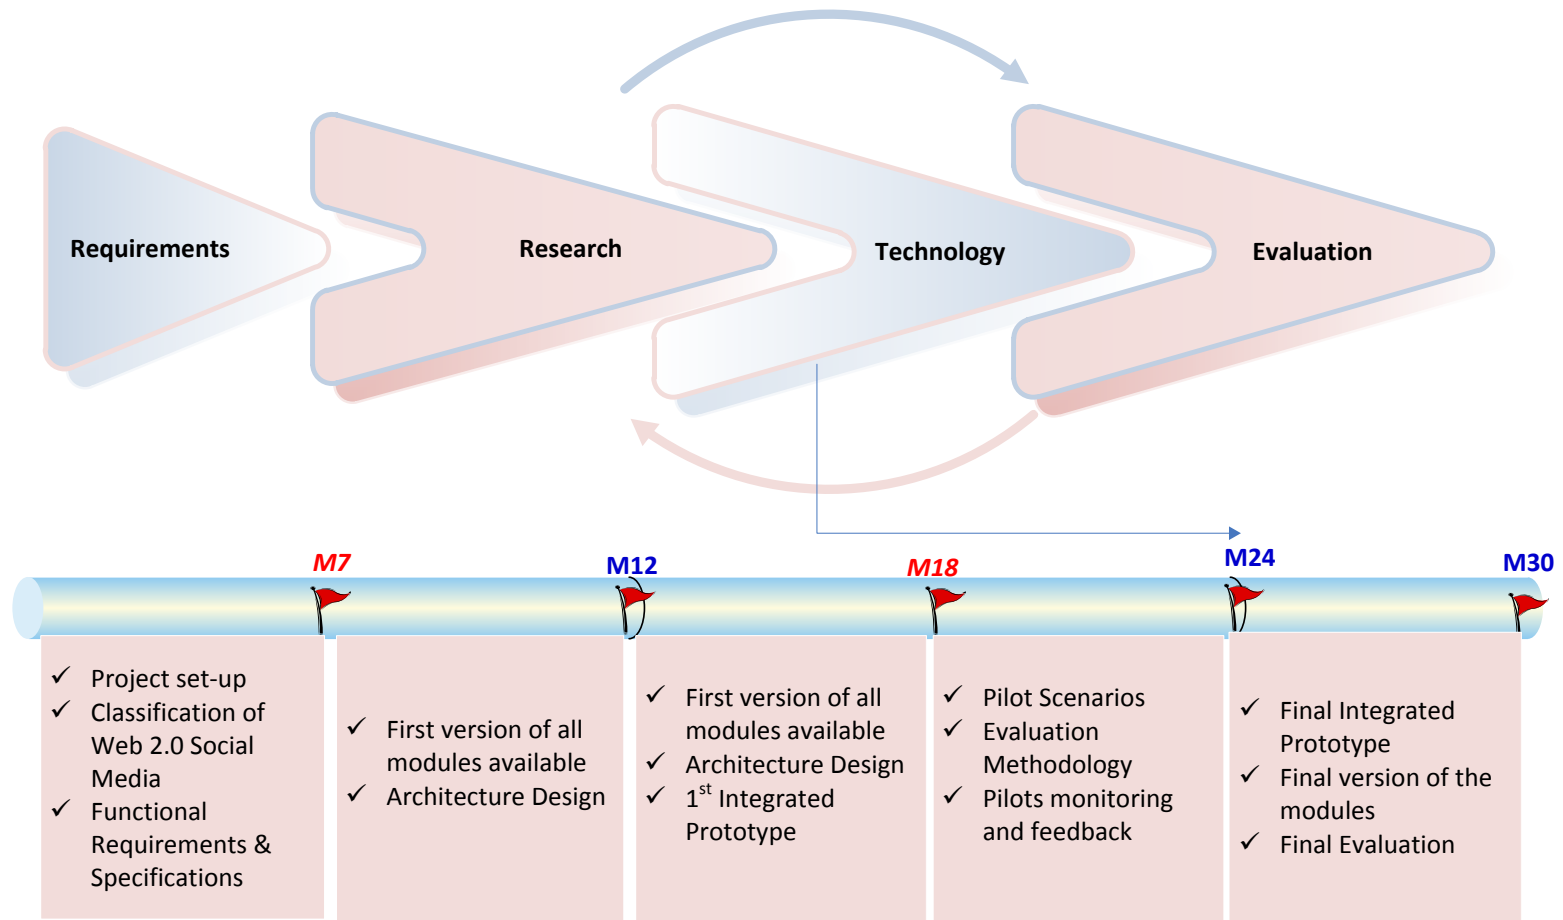 Requirements
Research
Technology
Evaluation
M7
M12
M18
M24
M30
✓ Project set-up
✓ Classification of
Web 2.0 Social
Media
✓ Functional
Requirements &
Specifications
✓ First version of all
modules available
✓ Architecture Design
✓ First version of all
modules available
✓ Architecture Design
✓ 1st Integrated
Prototype
✓ Pilot Scenarios
✓ Evaluation
Methodology
✓ Pilots monitoring
and feedback
✓ Final Integrated
Prototype
✓ Final version of the
modules
✓ Final Evaluation